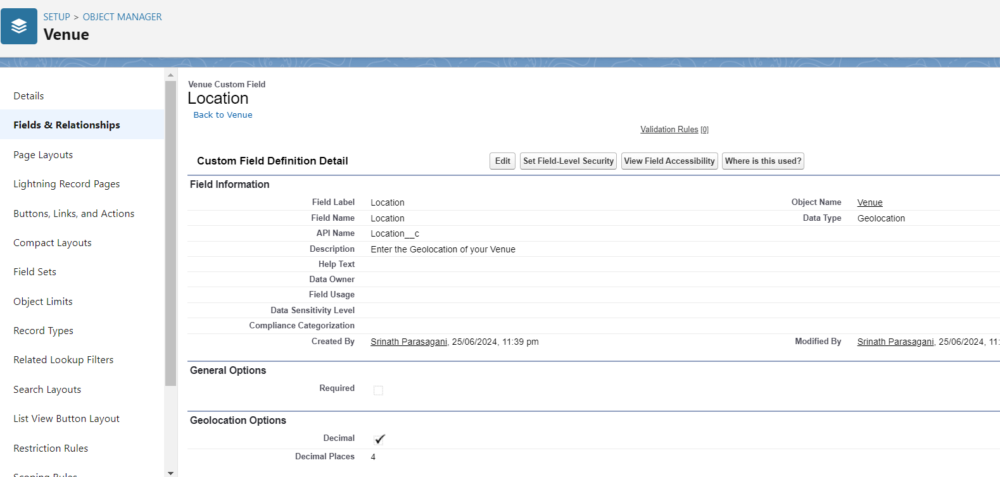 SETUP > OBJECT MANAGER
Venue
Details
Fields & Relationships
Page Layouts
Lightning Record Pages
Buttons, Links, and Actions
Compact Layouts
Field Sets
Object Limits
Record Types
Related Lookup Filters
Search Layouts
List View Button Layout
Restriction Rules
Scoping Rules
Venue Custom Field
Location
Back to Venue
Validation Rules [0]
Custom Field Definition Detail Edit Set Field-Level Security View Field Accessibility Where is this used?
Field Information
Field Label Location Object Name Venue
Field Name Location Data Type Geolocation
API Name Location__c
Description Enter the Geolocation of your Venue
Help Text
Data Owner
Field Usage
Data Sensitivity Level
Compliance Categorization
Created By Srinath Parasagani, 25/06/2024, 11:39 pm Modified By Srinath Parasagani, 25/06/2024, 11:
General Options
Required
Geolocation Options
Decimal
Decimal Places 4